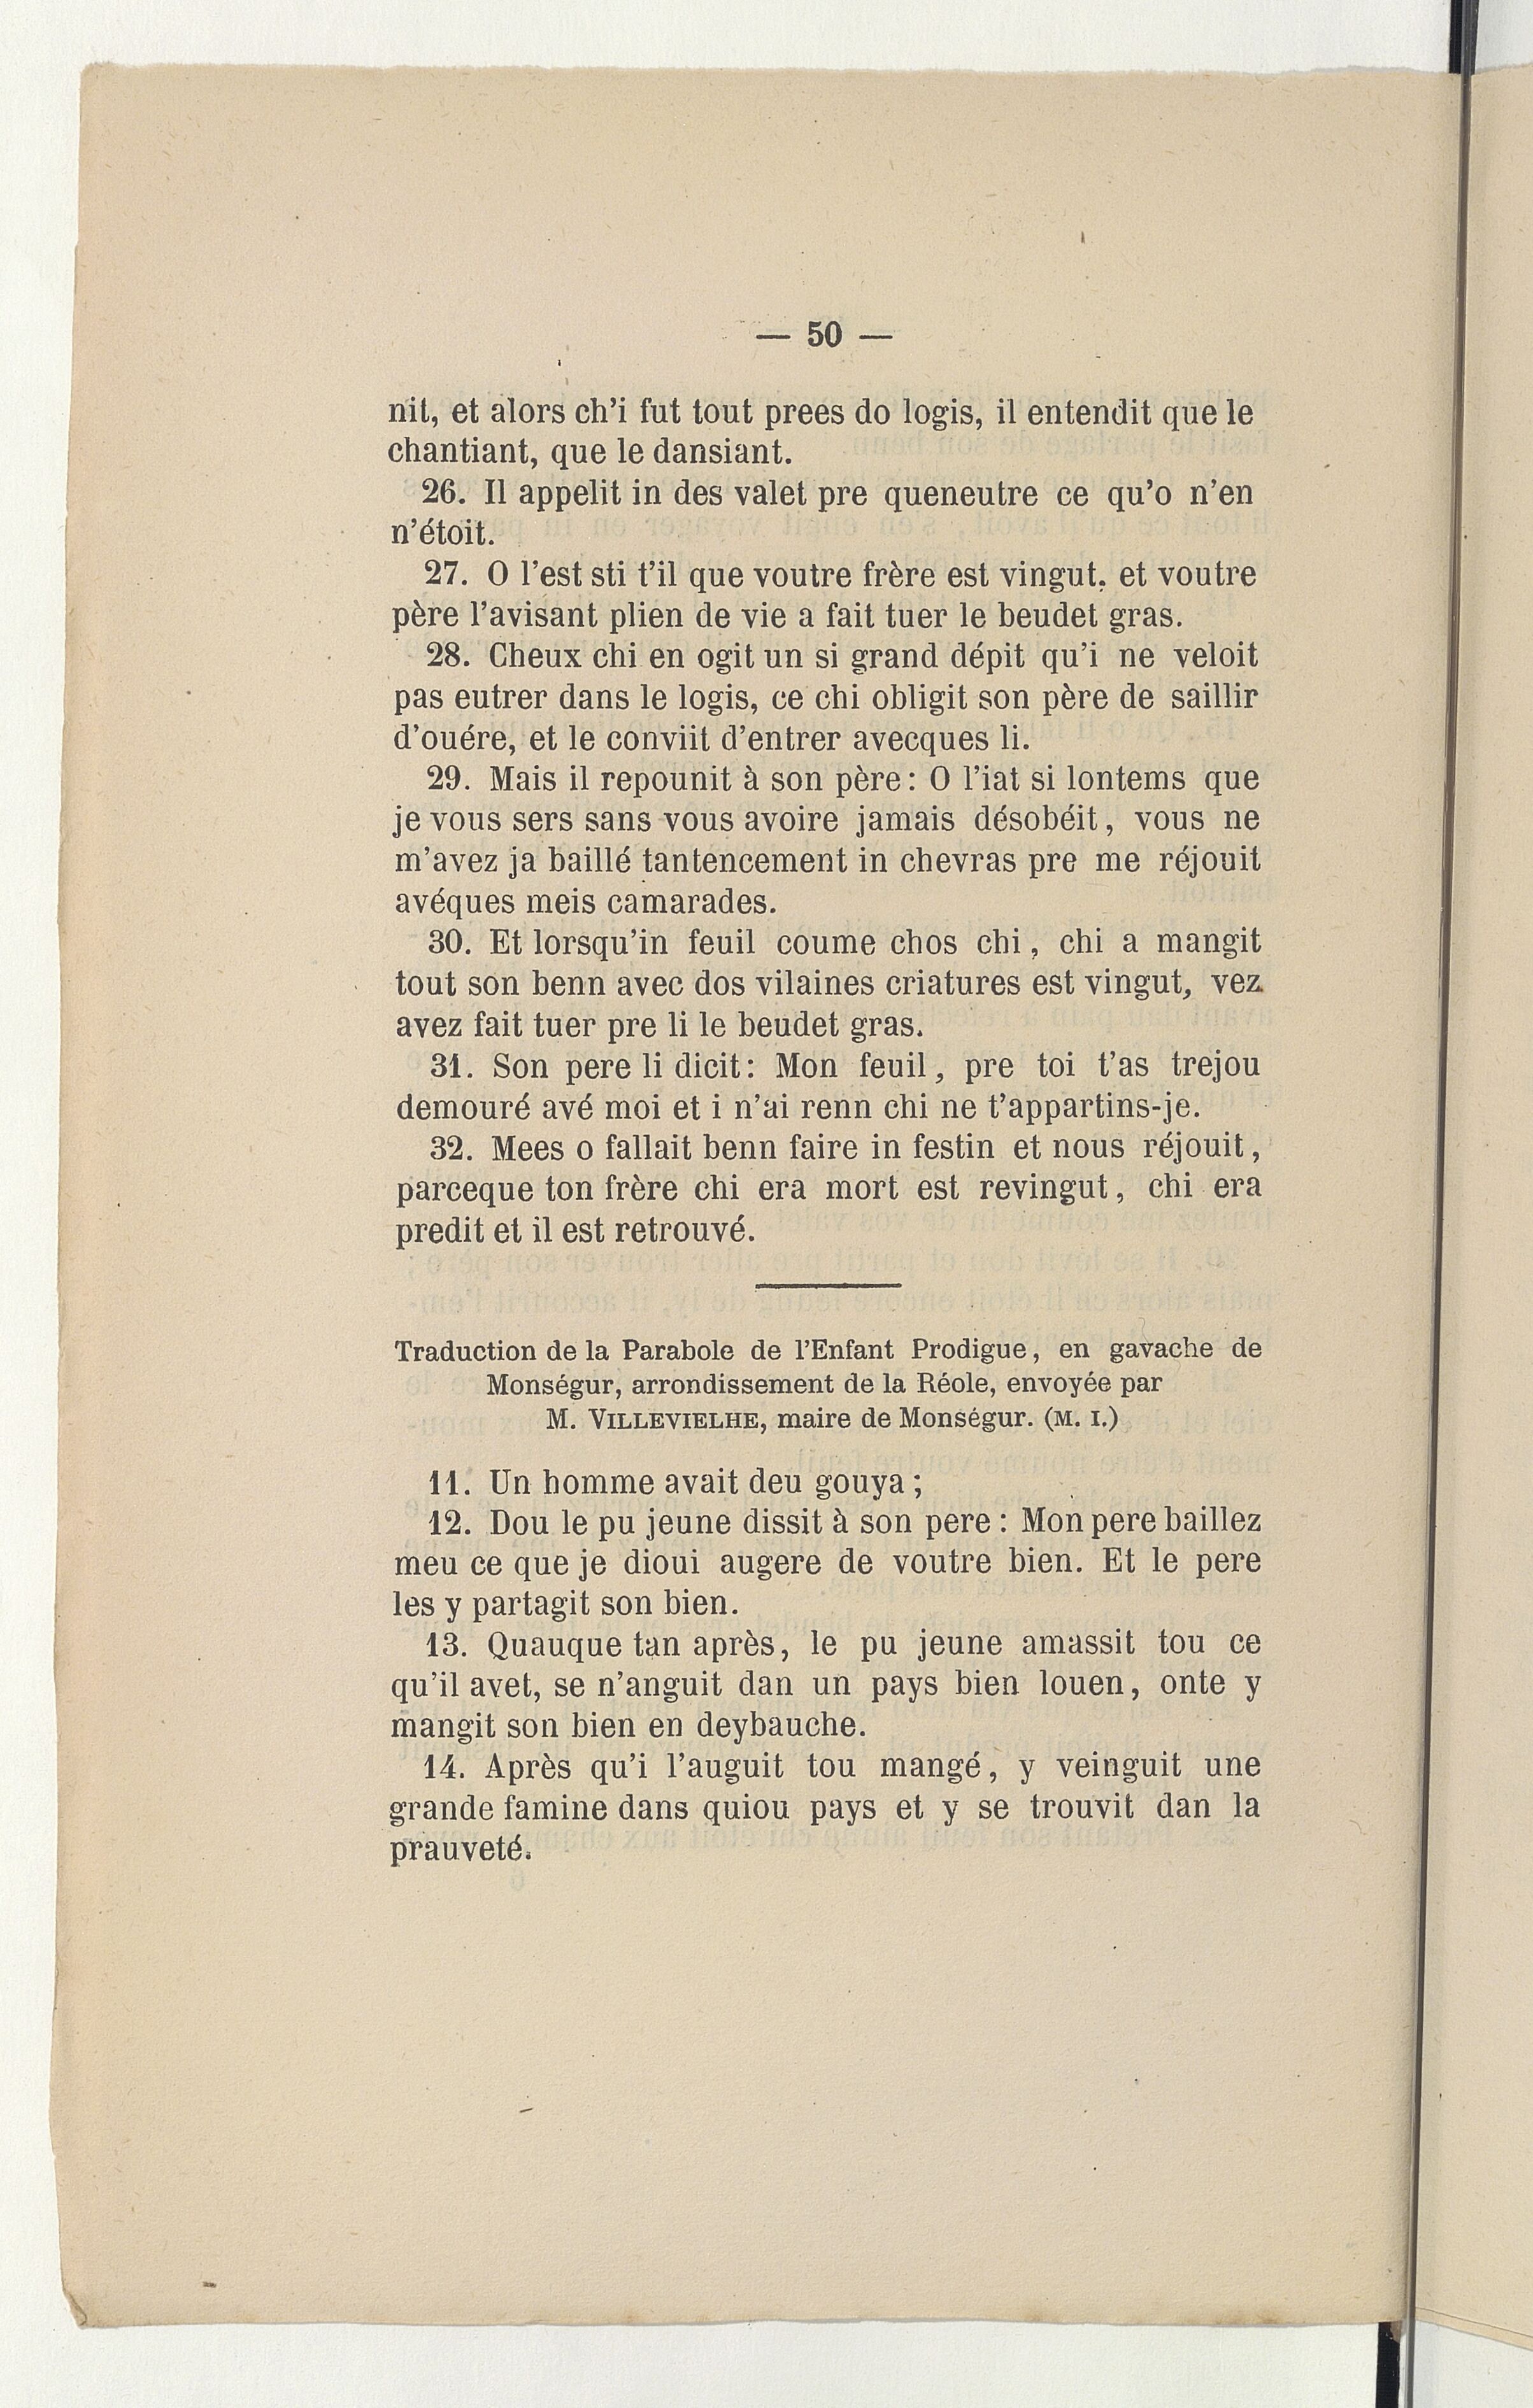 — 50 —
nit, et alors ch'i fut tout prees do logis, il entendit que le
chantiant, que le dansiant.
26. Il appelit in des valet pre queneutre ce qu'o n'en
n'étoit.
27. O l'est sti t'il que voutre frère est vingut. et voutre
père l'avisant plien de vie a fait tuer le beudet gras.
28. Cheux chi en ogit un si grand dépit qu'i ne veloit
pas eutrer dans le logis, ce chi obligit son père de saillir
d'ouére, et le conviit d'entrer avecques li.
29. Mais il repounit à son père : O l'iat si lontems que
je vous sers sans vous avoire jamais désobéit, vous ne
m'avez ja baillé tantencement in chevras pre me réjouit
avéques meis camarades.
30. Et lorsqu'in feuil coume chos chi, chi a mangit
tout son benn avec dos vilaines criatures est vingut, vez
avez fait tuer pre li le beudet gras.
31. Son pere li dicit : Mon feuil, pre toi t'as trejou
demouré avé moi et i n'ai renn chi ne t'appartins-je.
32. Mees o fallait benn faire in festin et nous réjouit,
parceque ton frère chi era mort est revingut, chi era
predit et il est retrouvé.
Traduction de la Parabole de l'Enfant Prodigue, en gavache de
Monségur, arrondissement de la Réole, envoyée par
M. VILLEVIELHE, maire de Monségur. (M. I.)
11. Un homme avait deu gouya ;
12. Dou le pu jeune dissit à son pere : Mon pere baillez
meu ce que je dioui augere de voutre bien. Et le pere
les y partagit son bien.
13. Quauque tan après, le pu jeune amassit tou ce
qu'il avet, se n'anguit dan un pays bien louen, onte y
mangit son bien en deybauche.
14. Après qu'i l'auguit tou mangé, y veinguit une
grande famine dans quiou pays et y se trouvit dan la
prauveté.